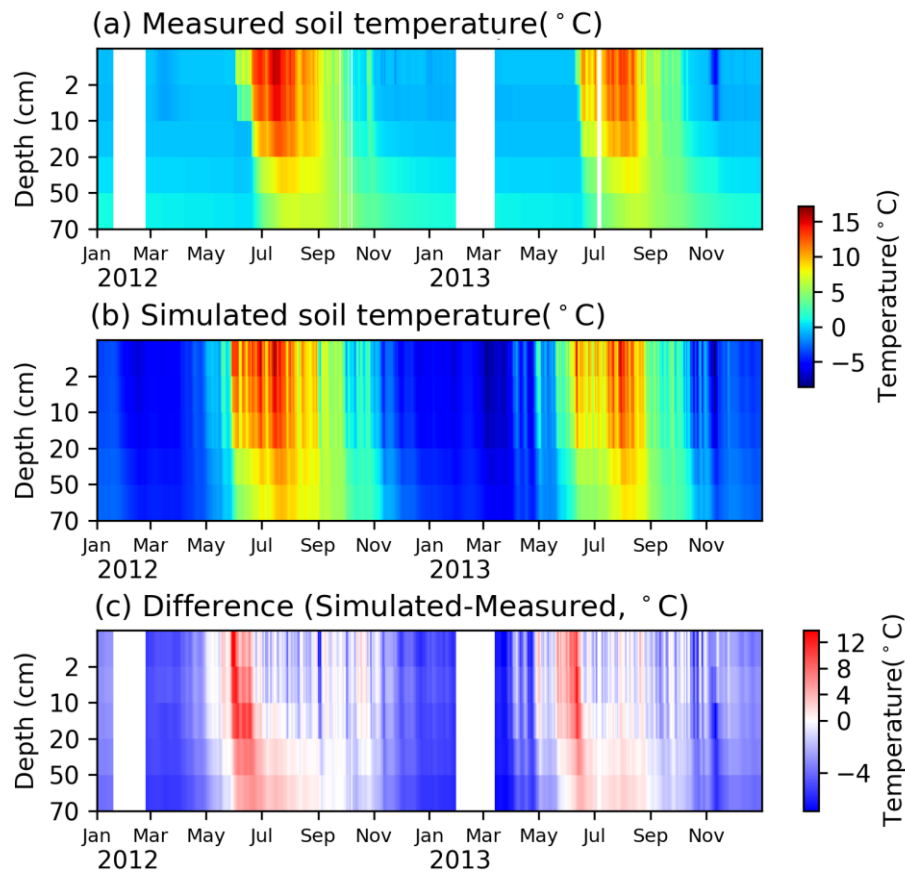 (a) Measured soil temperature(°C)
Depth (cm)
2
10
20
50
70
Jan Mar May Jul Sep Nov Jan Mar May Jul Sep Nov
2012 2013
(b) Simulated soil temperature(°C)
Depth (cm)
2
10
20
50
70
Jan Mar May Jul Sep Nov Jan Mar May Jul Sep Nov
2012 2013
15
10
5
0
−5
Temperature(°C)
(c) Difference (Simulated-Measured, °C)
Depth (cm)
2
10
20
50
70
Jan Mar May Jul Sep Nov Jan Mar May Jul Sep Nov
2012 2013
12
8
4
0
−4
Temperature(°C)